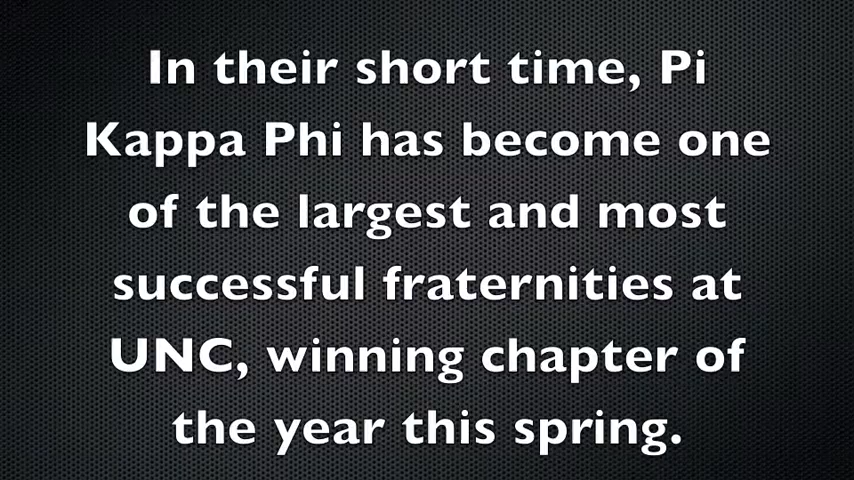 In their short time, Pi
Kappa Phi has become one
of the largest and most
successful fraternities at
UNC, winning chapter of
the year this spring.